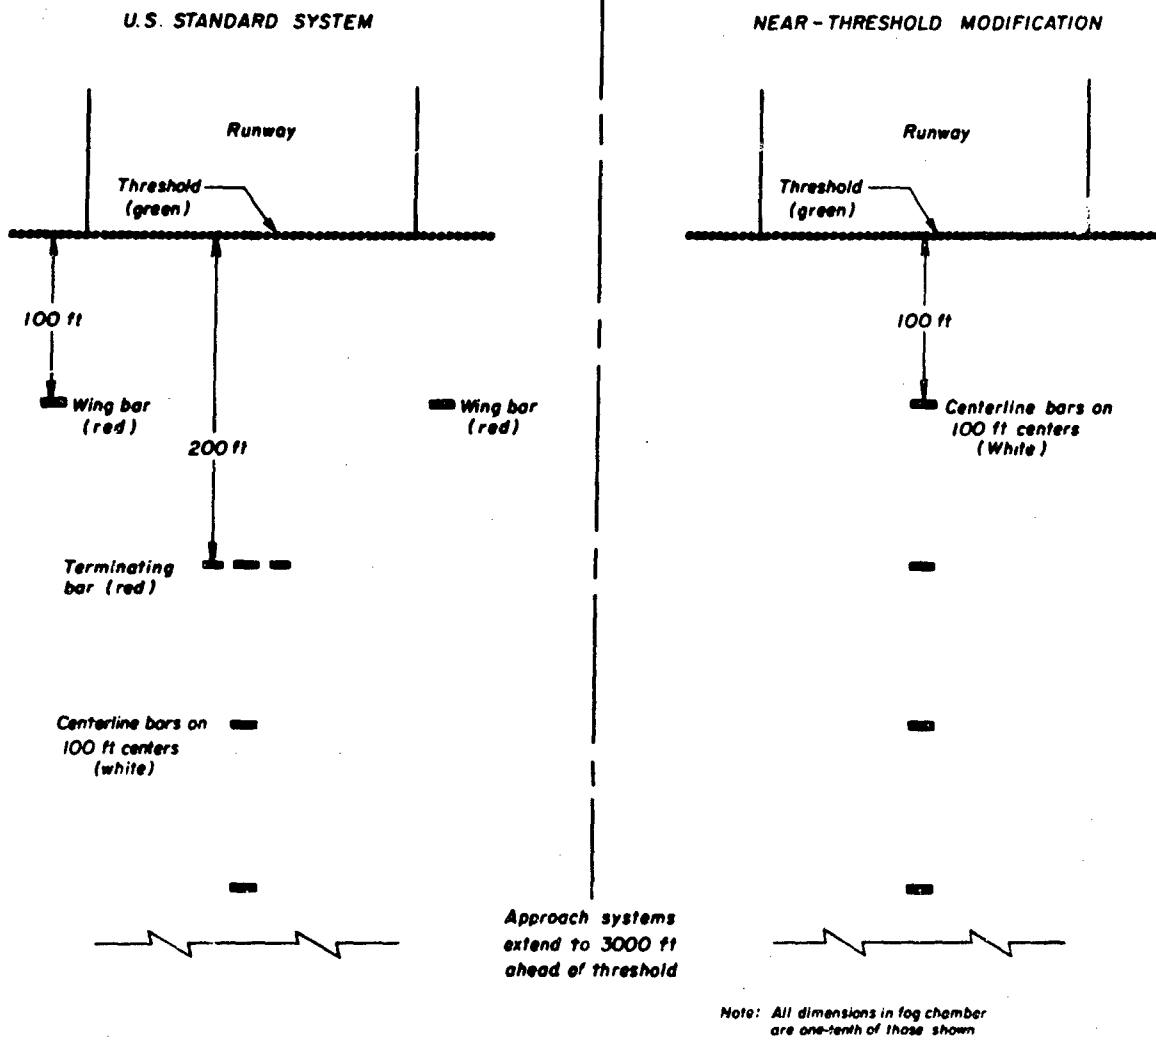 U.S. STANDARD SYSTEM
Runway
Threshold
(green)
100 ft
Wing bar
(red)
Wing bar
(red)
200 ft
Terminating
bar (red)
Centerline bars on
100 ft centers
(white)
NEAR-THRESHOLD MODIFICATION
Runway
Threshold
(green)
100 ft
Centerline bars on
100 ft centers
(White)
Approach systems
extend to 3000 ft
ahead of threshold
Note: All dimensions in fog chamber
are one-tenth of those shown